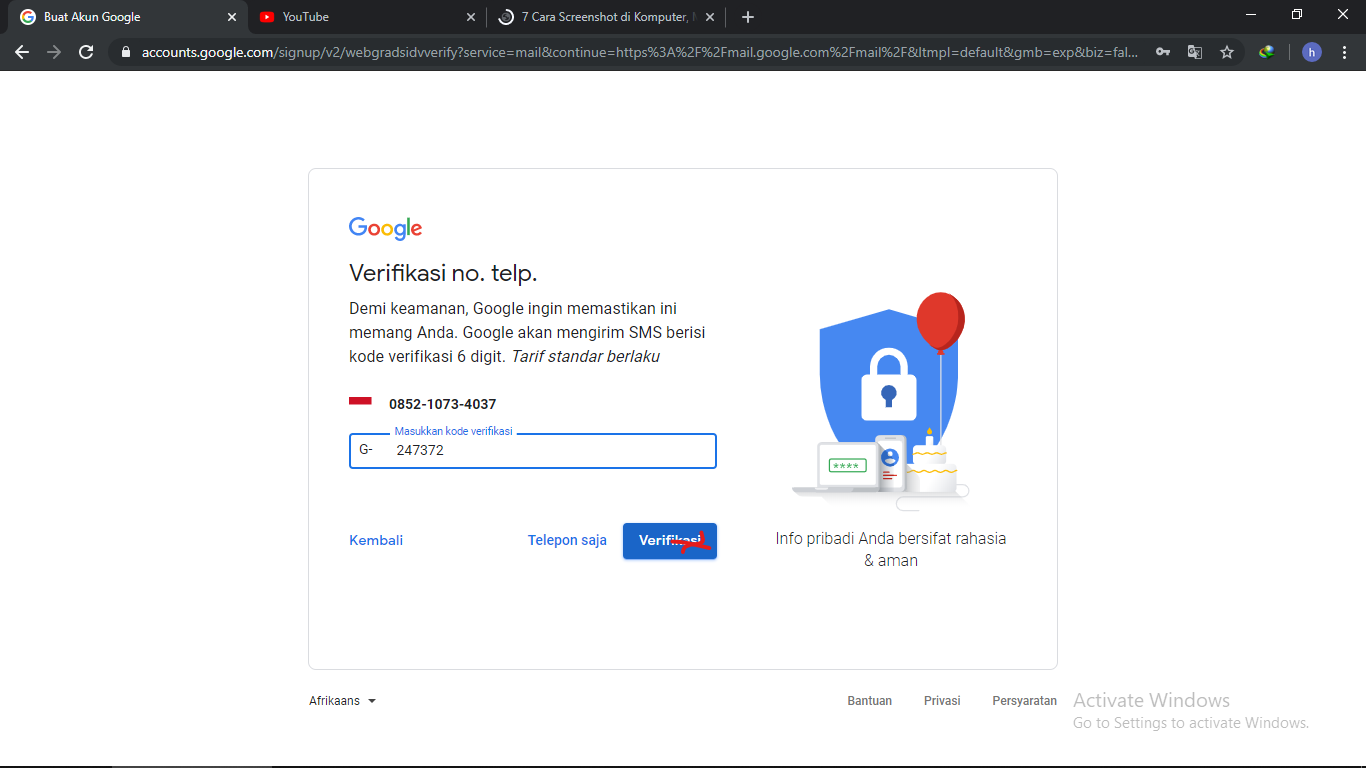 Buat Akun Google
YouTube
7 Cara Screenshot di Komputer,
accounts.google.com/signup/v2/webgradsidvverify?service=mail&continue=https%3A%2F%2Fmail.google.com%2Fmail%2F&ltmpl=default&gmb=exp&biz=fal...
h
Google
Verifikasi no. telp.
Demi keamanan, Google ingin memastikan ini
memang Anda. Google akan mengirim SMS berisi
kode verifikasi 6 digit. Tarif standar berlaku
0852-1073-4037
Masukkan kode verifikasi
G- 247372
Kembali
Telepon saja
Verifikasi
****
Info pribadi Anda bersifat rahasia
& aman
Afrikaans
Bantuan
Privasi
Persyaratan
Activate Windows
Go to Settings to activate Windows.